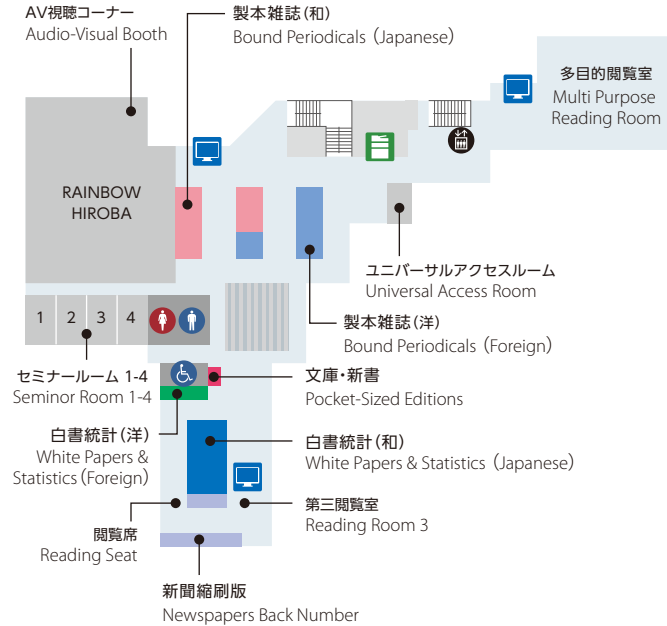 AV視聴コーナー
Audio-Visual Booth
製本雑誌(和)
Bound Periodicals (Japanese)
多目的閲覧室
Multi Purpose
Reading Room
RAINBOW
HIROBA
ユニバーサルアクセスルーム
Universal Access Room
1 2 3 4
製本雑誌(洋)
Bound Periodicals (Foreign)
セミナールーム 1-4
Seminor Room 1-4
文庫・新書
Pocket-Sized Editions
白書統計(洋)
White Papers &
Statistics (Foreign)
白書統計(和)
White Papers & Statistics (Japanese)
閲覧席
Reading Seat
第三閲覧室
Reading Room 3
新聞縮刷版
Newspapers Back Number